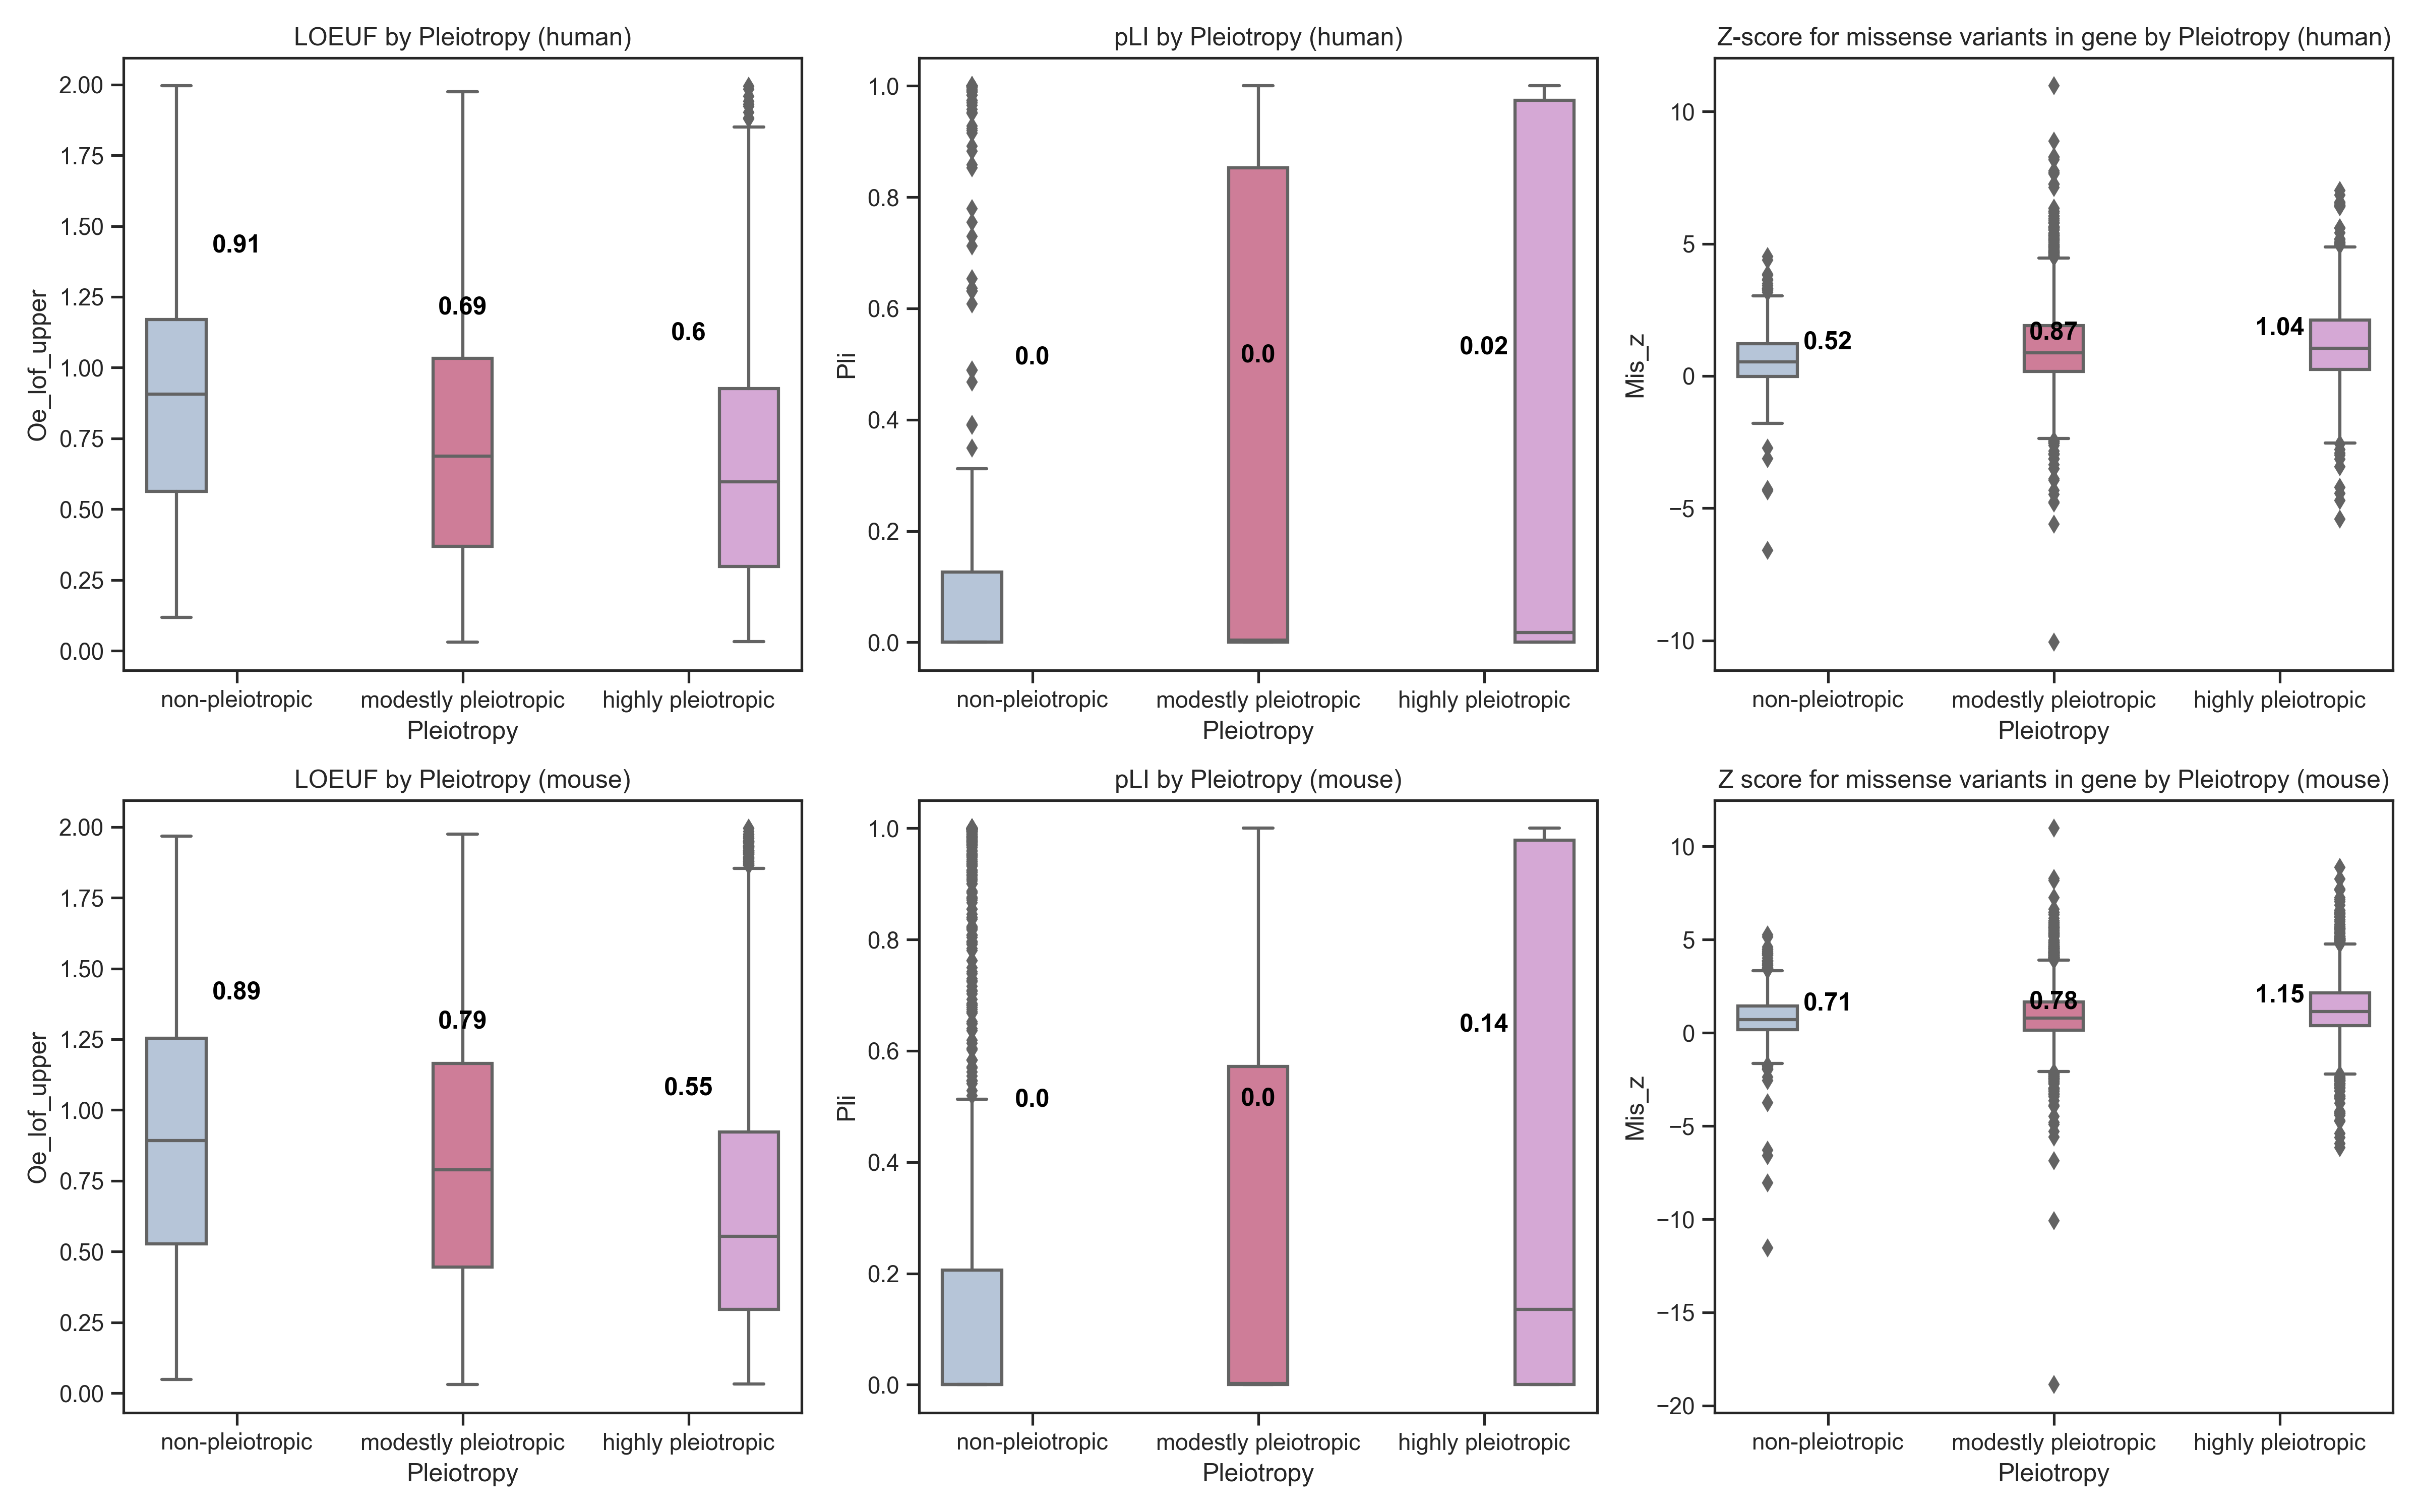 LOEUF by Pleiotropy (human)
2.00
1.75
1.50
1.25
1.00
0.75
0.50
0.25
0.00
Oe_lof_upper
0.91
0.69
0.6
non-pleiotropic modestly pleiotropic highly pleiotropic
Pleiotropy
pLI by Pleiotropy (human)
1.0
0.8
0.6
0.4
0.2
0.0
Pli
0.0
0.0
0.02
non-pleiotropic modestly pleiotropic highly pleiotropic
Pleiotropy
Z-score for missense variants in gene by Pleiotropy (human)
10
5
0
−5
−10
Mis_z
0.52
0.87
1.04
non-pleiotropic modestly pleiotropic highly pleiotropic
Pleiotropy
LOEUF by Pleiotropy (mouse)
2.00
1.75
1.50
1.25
1.00
0.75
0.50
0.25
0.00
Oe_lof_upper
0.89
0.79
0.55
non-pleiotropic modestly pleiotropic highly pleiotropic
Pleiotropy
pLI by Pleiotropy (mouse)
1.0
0.8
0.6
0.4
0.2
0.0
Pli
0.0
0.0
0.14
non-pleiotropic modestly pleiotropic highly pleiotropic
Pleiotropy
Z score for missense variants in gene by Pleiotropy (mouse)
10
5
0
−5
−10
−15
−20
Mis_z
0.71
0.78
1.15
non-pleiotropic modestly pleiotropic highly pleiotropic
Pleiotropy